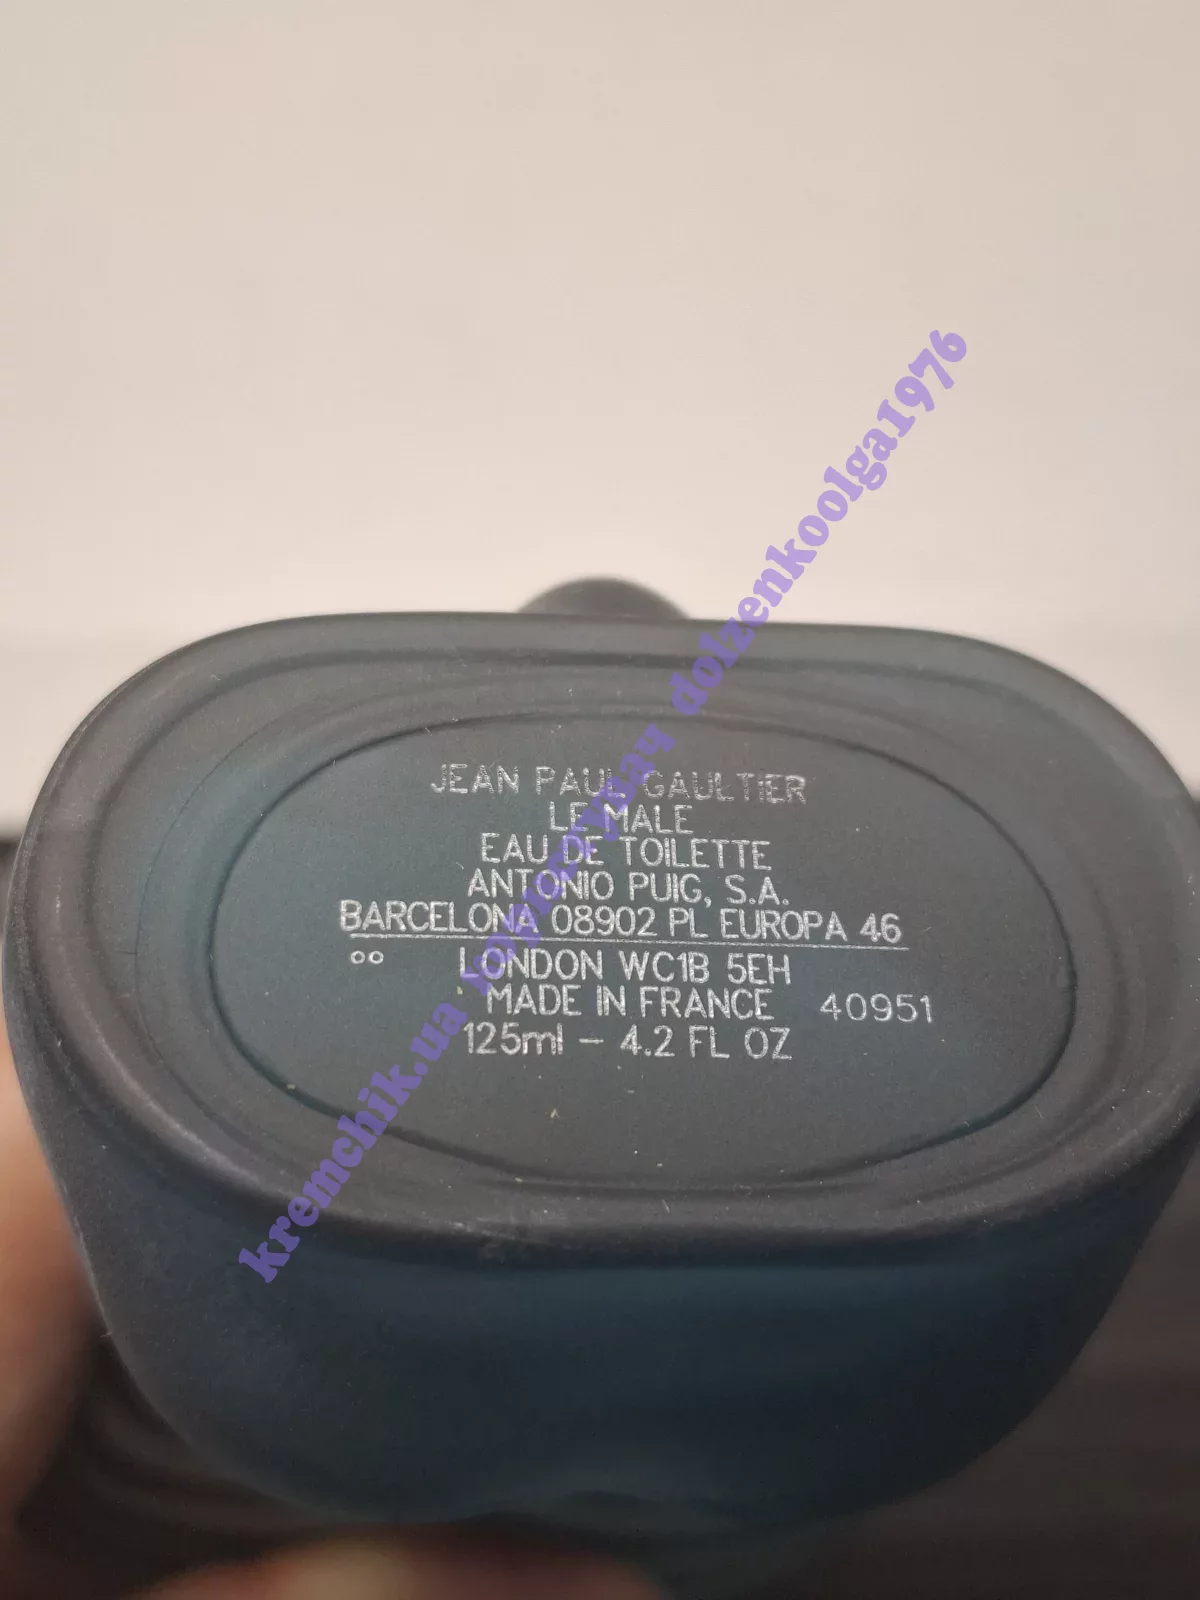 JEAN PAUL GAULTIER
LE MALE
EAU DE TOILETTE
ANTONIO PUIG, S.A.
BARCELONA 08902 PL EUROPA 46
LONDON WC1B 5EH
MADE IN FRANCE 40951
125ml - 4.2 FL OZ
kremchik.ua dolzenkoolga1976